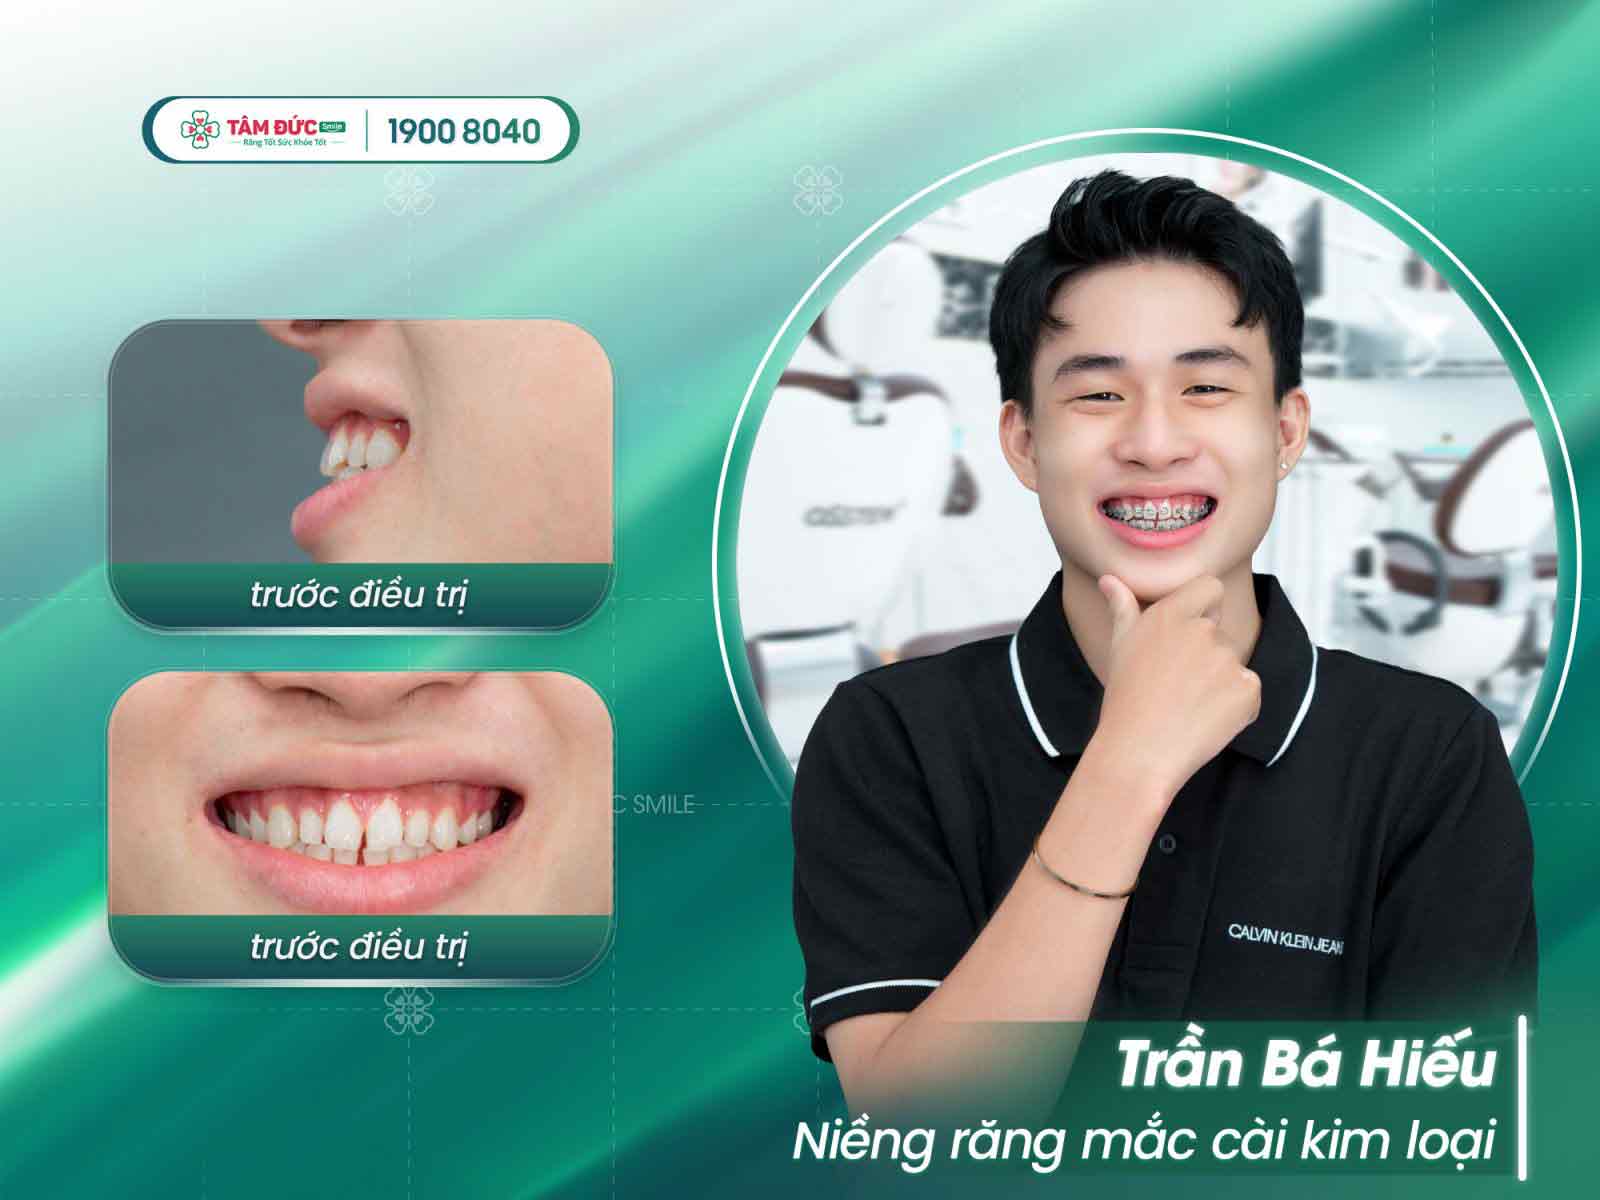 TÂM ĐỨC Smile
Răng Tốt Sức Khỏe Tốt
1900 8040
trước điều trị
C SMILE
trước điều trị
CALVIN KLEIN JEAN
Trần Bá Hiếu
Niềng răng mắc cài kim loại